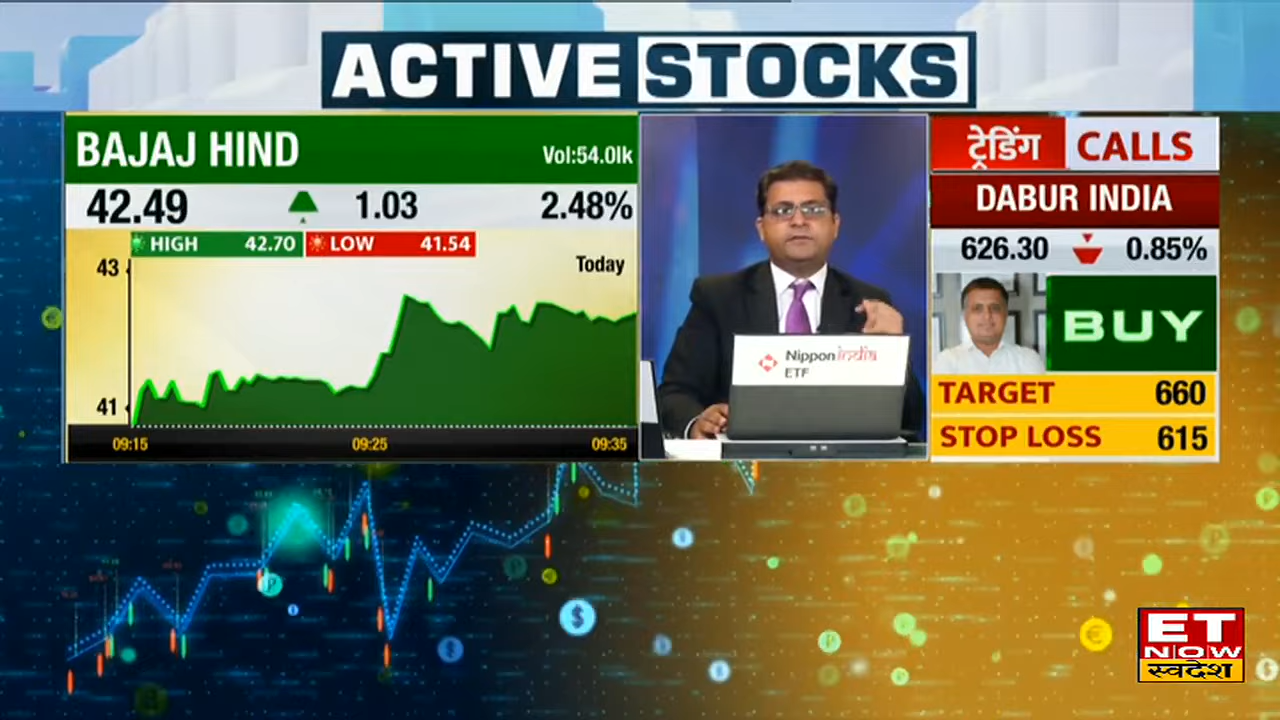 ACTIVE STOCKS
BAJAJ HIND
Vol:54.0lk
42.49 1.03 2.48%
HIGH 42.70 LOW 41.54
Today
43
41
09:15 09:25 09:35
Nippon india
ETF
ट्रेडिंग CALLS
DABUR INDIA
626.30 0.85%
BUY
TARGET 660
STOP LOSS 615
ET
NOW
स्वदेश